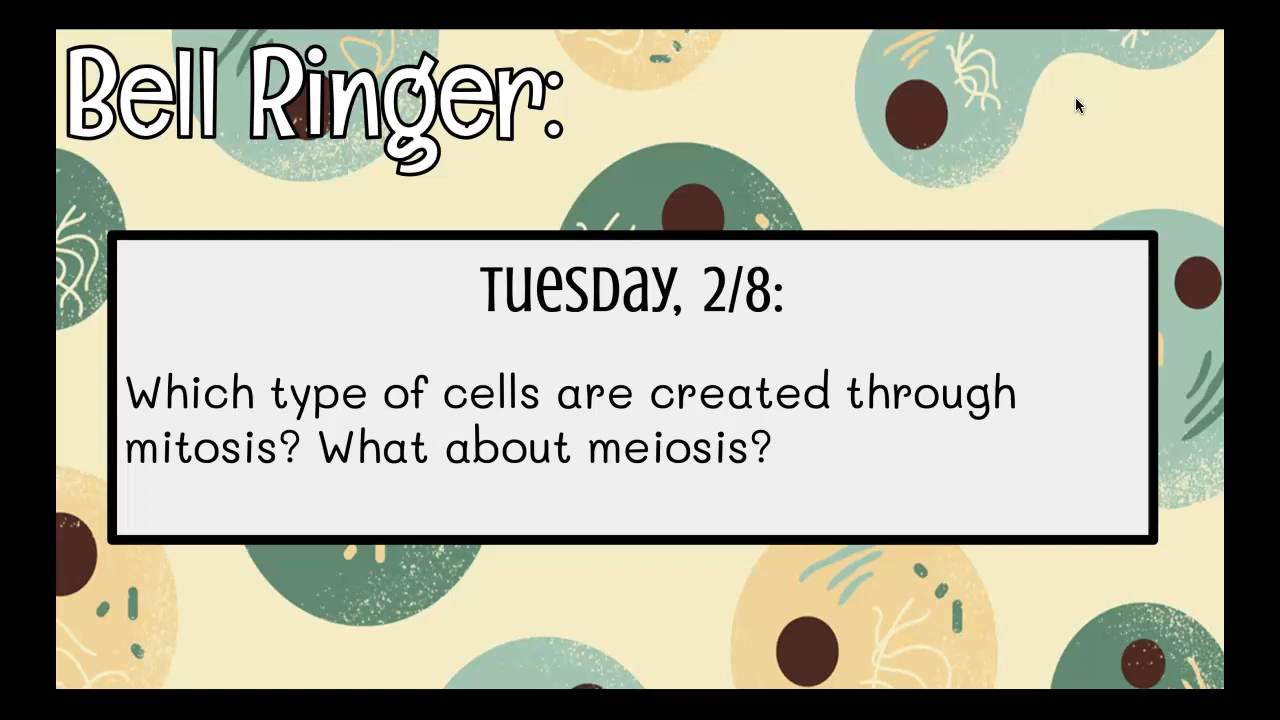 Bell Ringer:
Tuesday, 2/8:
Which type of cells are created through
mitosis? What about meiosis?